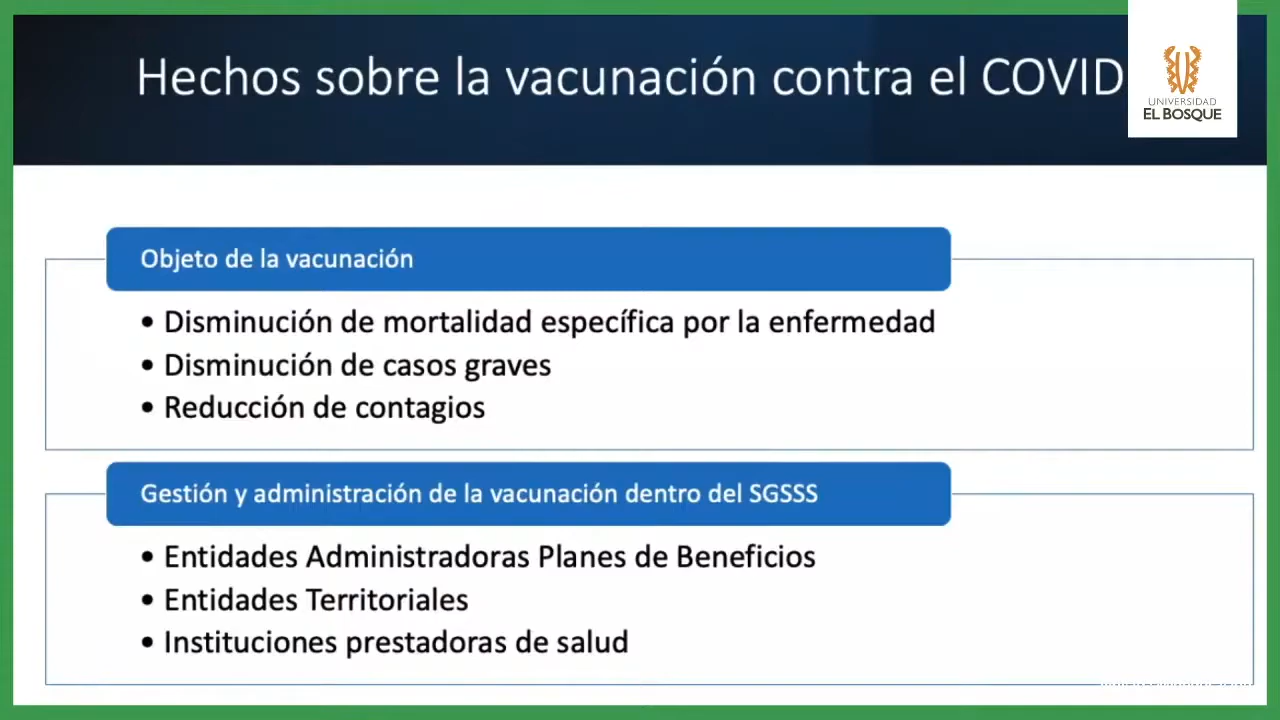 Hechos sobre la vacunación contra el COVID
UNIVERSIDAD
EL BOSQUE
Objeto de la vacunación
• Disminución de mortalidad específica por la enfermedad
• Disminución de casos graves
• Reducción de contagios
Gestión y administración de la vacunación dentro del SGSSS
• Entidades Administradoras Planes de Beneficios
• Entidades Territoriales
• Instituciones prestadoras de salud